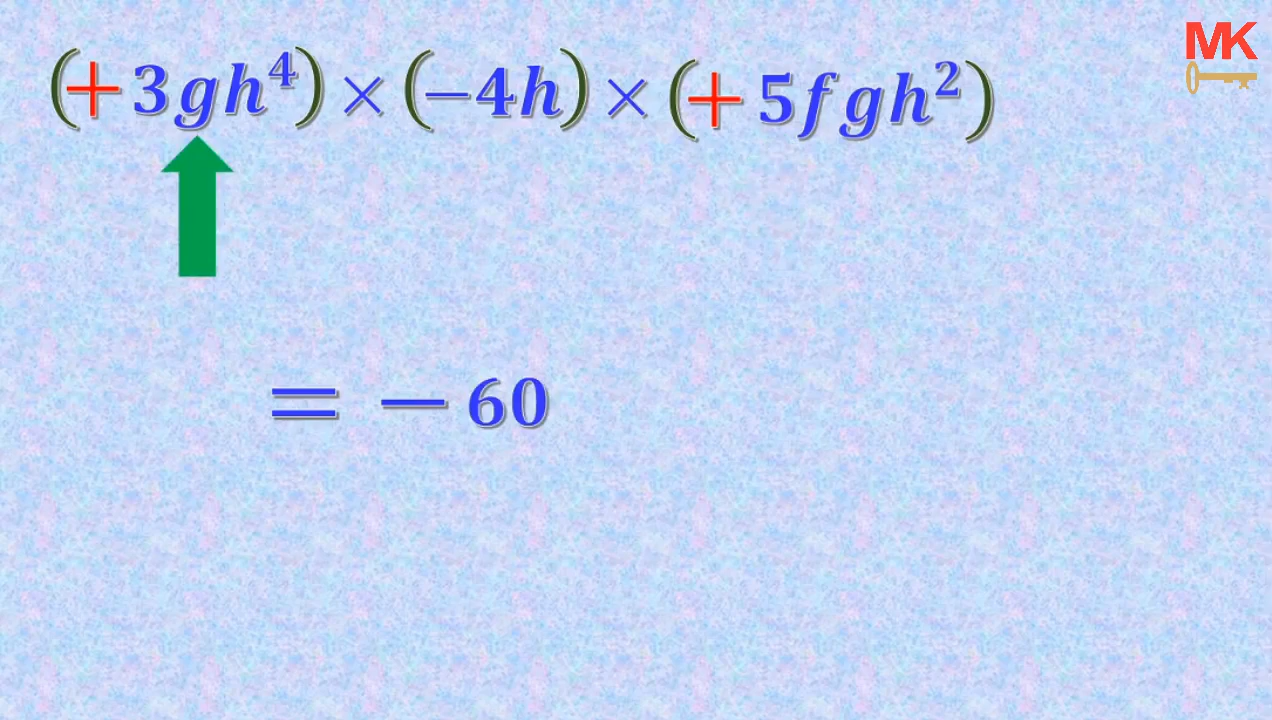 (+ 3gh⁴) × (−4h) × (+ 5fgh²)
MK
= − 60